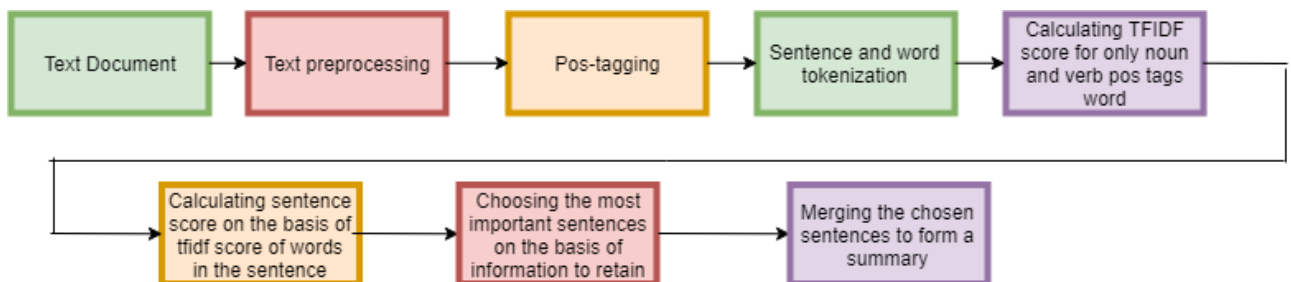 Text Document
Text preprocessing
Pos-tagging
Sentence and word
tokenization
Calculating TFIDF
score for only noun
and verb pos tags
word
Calculating sentence
score on the basis of
tfidf score of words
in the sentence
Choosing the most
important sentences
on the basis of
information to retain
Merging the chosen
sentences to form a
summary